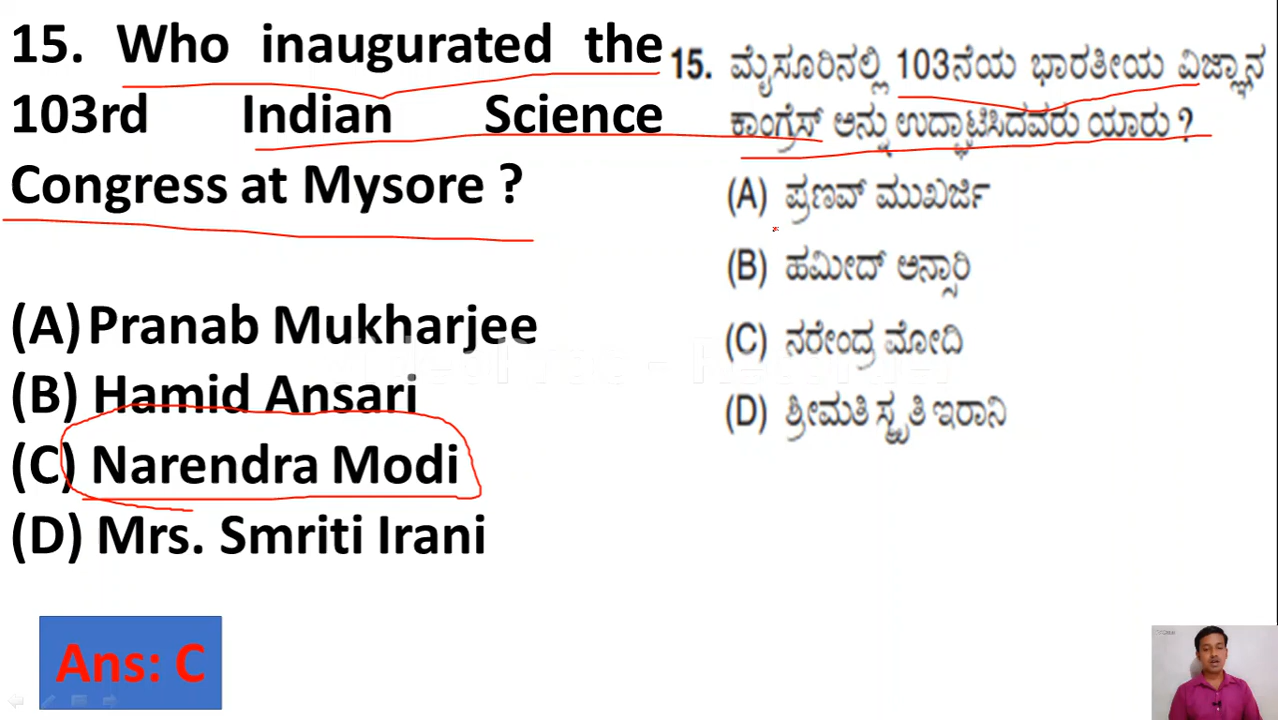 15. Who inaugurated the
103rd Indian Science
Congress at Mysore ?
(A) Pranab Mukharjee
(B) Hamid Ansari
(C) Narendra Modi
(D) Mrs. Smriti Irani
Ans: C
15. ಮೈಸೂರಿನಲ್ಲಿ 103ನೆಯ ಭಾರತೀಯ ವಿಜ್ಞಾನ
ಕಾಂಗ್ರೆಸ್ ಅನ್ನು ಉದ್ಘಾಟಿಸಿದವರು ಯಾರು ?
(A) ಪ್ರಣವ್ ಮುಖರ್ಜಿ
(B) ಹಮೀದ್ ಅನ್ಸಾರಿ
(C) ನರೇಂದ್ರ ಮೋದಿ
(D) ಶ್ರೀಮತಿ ಸ್ಮೃತಿ ಇರಾನಿ